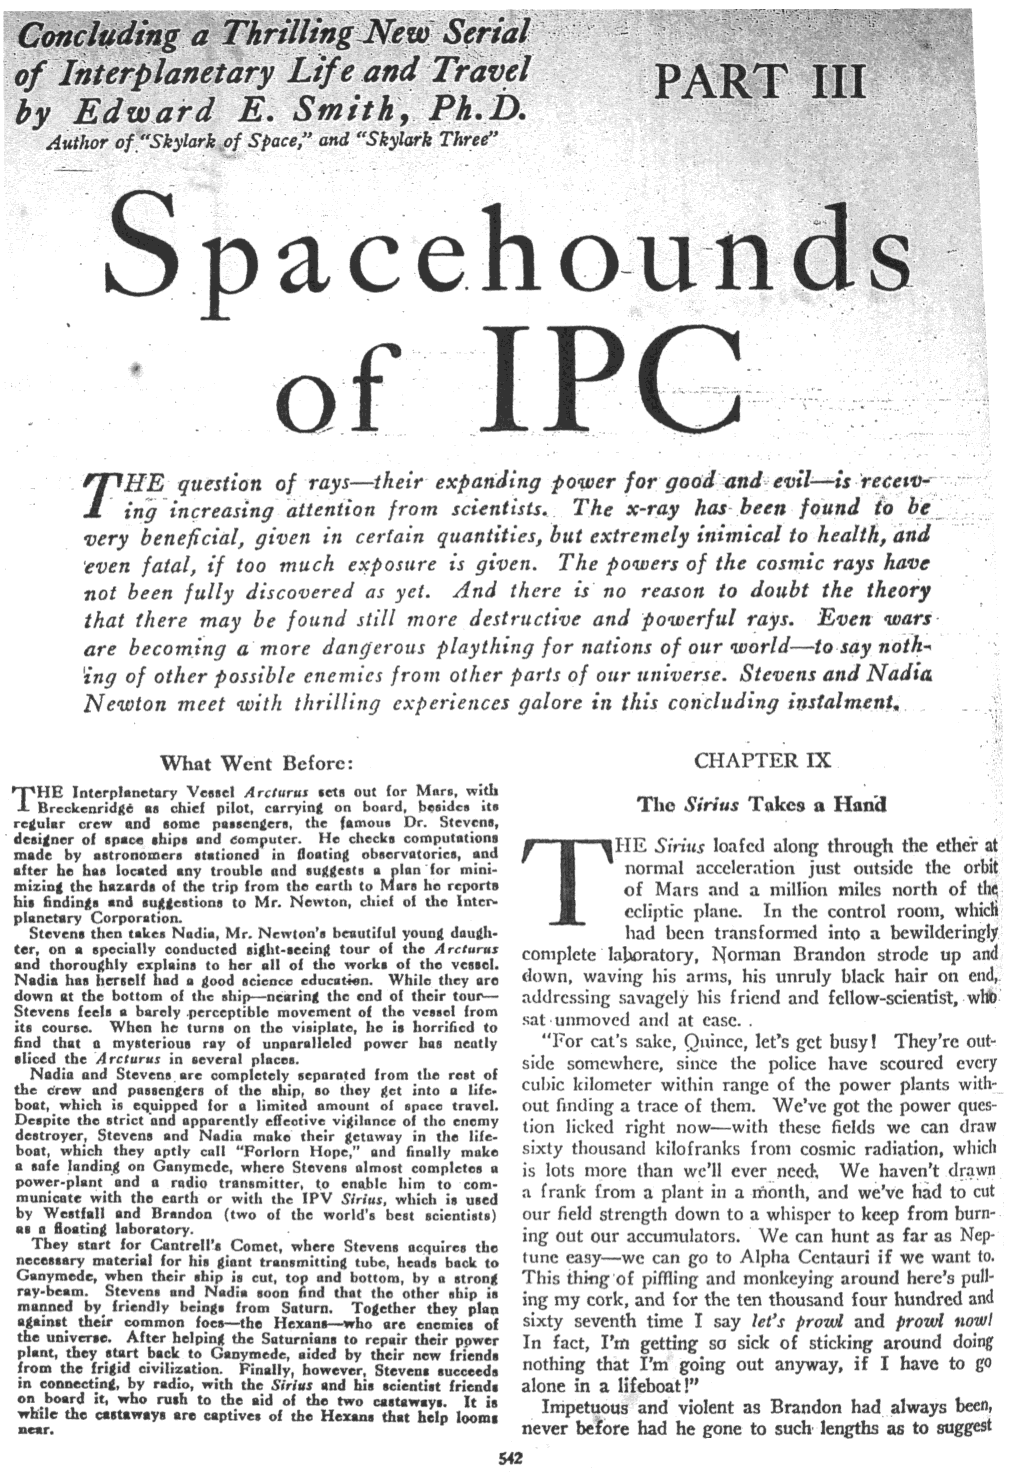 Concluding a Thrilling New Serial
of Interplanetary Life and Travel
by Edward E. Smith, Ph.D.
Author of "Skylark of Space," and "Skylark Three"
PART III
Spacehounds
of IPC
THE question of rays—their expanding power for good and evil—is receiv-
ing increasing attention from scientists. The x-ray has been found to be
very beneficial, given in certain quantities, but extremely inimical to health, and
even fatal, if too much exposure is given. The powers of the cosmic rays have
not been fully discovered as yet. And there is no reason to doubt the theory
that there may be found still more destructive and powerful rays. Even wars
are becoming a more dangerous plaything for nations of our world—to say noth-
ing of other possible enemies from other parts of our universe. Stevens and Nadia
Newton meet with thrilling experiences galore in this concluding instalment.
What Went Before:
THE Interplanetary Vessel Arcturus sets out for Mars, with
Breckenridge as chief pilot, carrying on board, besides its
regular crew and some passengers, the famous Dr. Stevens,
designer of space ships and computer. He checks computations
made by astronomers stationed in floating observatories, and
after he has located any trouble and suggests a plan for mini-
mizing the hazards of the trip from the earth to Mars he reports
his findings and suggestions to Mr. Newton, chief of the Inter-
planetary Corporation.
Stevens then takes Nadia, Mr. Newton's beautiful young daugh-
ter, on a specially conducted sight-seeing tour of the Arcturus
and thoroughly explains to her all of the works of the vessel.
Nadia has herself had a good science education. While they are
down at the bottom of the ship—nearing the end of their tour—
Stevens feels a barely perceptible movement of the vessel from
its course. When he turns on the visiplate, he is horrified to
find that a mysterious ray of unparalleled power has neatly
sliced the Arcturus in several places.
Nadia and Stevens are completely separated from the rest of
the crew and passengers of the ship, so they get into a life-
boat, which is equipped for a limited amount of space travel.
Despite the strict and apparently effective vigilance of the enemy
destroyer, Stevens and Nadia make their getaway in the life-
boat, which they aptly call "Forlorn Hope," and finally make
a safe landing on Ganymede, where Stevens almost completes a
power-plant and a radio transmitter, to enable him to com-
municate with the earth or with the IPV Sirius, which is used
by Westfall and Brandon (two of the world's best scientists)
as a floating laboratory.
They start for Cantrell's Comet, where Stevens acquires the
necessary material for his giant transmitting tube, heads back to
Ganymede, when their ship is cut, top and bottom, by a strong
ray-beam. Stevens and Nadia soon find that the other ship is
manned by friendly beings from Saturn. Together they plan
against their common foes—the Hexans—who are enemies of
the universe. After helping the Saturnians to repair their power
plant, they start back to Ganymede, aided by their new friends
from the frigid civilization. Finally, however, Stevens succeeds
in connecting, by radio, with the Sirius and his scientist friends
on board it, who rush to the aid of the two castaways. It is
while the castaways are captives of the Hexans that help looms
near.
CHAPTER IX
The Sirius Takes a Hand
THE Sirius loafed along through the ether at
normal acceleration just outside the orbit
of Mars and a million miles north of the
ecliptic plane. In the control room, which
had been transformed into a bewilderingly
complete laboratory, Norman Brandon strode up and
down, waving his arms, his unruly black hair on end,
addressing savagely his friend and fellow-scientist, who
sat unmoved and at ease.
"For cat's sake, Quince, let's get busy! They're out-
side somewhere, since the police have scoured every
cubic kilometer within range of the power plants with-
out finding a trace of them. We've got the power ques-
tion licked right now—with these fields we can draw
sixty thousand kilofranks from cosmic radiation, which
is lots more than we'll ever need. We haven't drawn
a frank from a plant in a month, and we've had to cut
our field strength down to a whisper to keep from burn-
ing out our accumulators. We can hunt as far as Nep-
tune easy—we can go to Alpha Centauri if we want to.
This thing of piffling and monkeying around here's pull-
ing my cork, and for the ten thousand four hundred and
sixty seventh time I say let's prowl and prowl now!
In fact, I'm getting so sick of sticking around doing
nothing that I'm going out anyway, if I have to go
alone in a lifeboat!"
Impetuous and violent as Brandon had always been,
never before had he gone to such lengths as to suggest
542